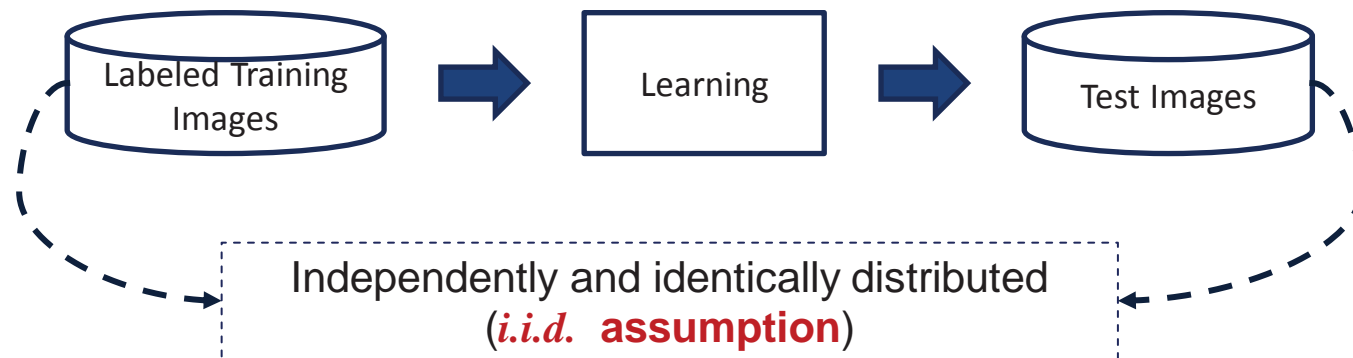 Labeled Training
Images
Learning
Test Images
Independently and identically distributed
(i.i.d. assumption)